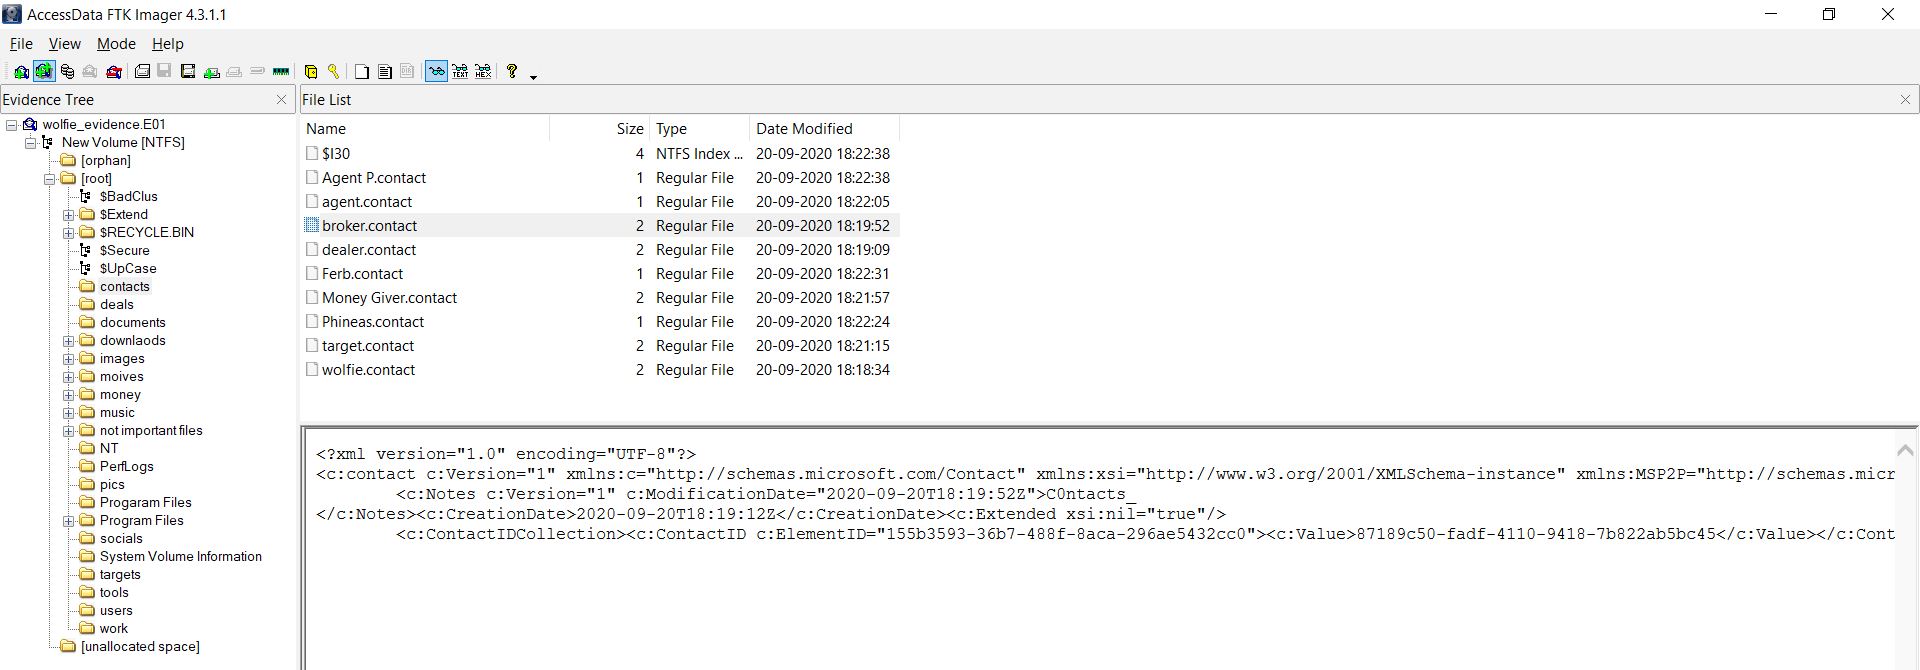 AccessData FTK Imager 4.3.1.1
File View Mode Help
Evidence Tree
wolfie_evidence.E01
New Volume [NTFS]
[orphan]
[root]
$BadClus
$Extend
$RECYCLE.BIN
$Secure
$UpCase
contacts
deals
documents
downlaods
images
moives
money
music
not important files
NT
PerfLogs
pics
Progaram Files
Program Files
socials
System Volume Information
targets
tools
users
work
[unallocated space]
File List
Name Size Type Date Modified
$I30 4 NTFS Index ... 20-09-2020 18:22:38
Agent P.contact 1 Regular File 20-09-2020 18:22:38
agent.contact 1 Regular File 20-09-2020 18:22:05
broker.contact 2 Regular File 20-09-2020 18:19:52
dealer.contact 2 Regular File 20-09-2020 18:19:09
Ferb.contact 1 Regular File 20-09-2020 18:22:31
Money Giver.contact 2 Regular File 20-09-2020 18:21:57
Phineas.contact 1 Regular File 20-09-2020 18:22:24
target.contact 2 Regular File 20-09-2020 18:21:15
wolfie.contact 2 Regular File 20-09-2020 18:18:34
<?xml version="1.0" encoding="UTF-8"?>
<c:contact c:Version="1" xmlns:c="http://schemas.microsoft.com/Contact" xmlns:xsi="http://www.w3.org/2001/XMLSchema-instance" xmlns:MSP2P="http://schemas.micr
<c:Notes c:Version="1" c:ModificationDate="2020-09-20T18:19:52Z">C0ntacts_
</c:Notes><c:CreationDate>2020-09-20T18:19:12Z</c:CreationDate><c:Extended xsi:nil="true"/>
<c:ContactIDCollection><c:ContactID c:ElementID="155b3593-36b7-488f-8aca-296ae5432cc0"><c:Value>87189c50-fadf-4110-9418-7b822ab5bc45</c:Value></c:Cont